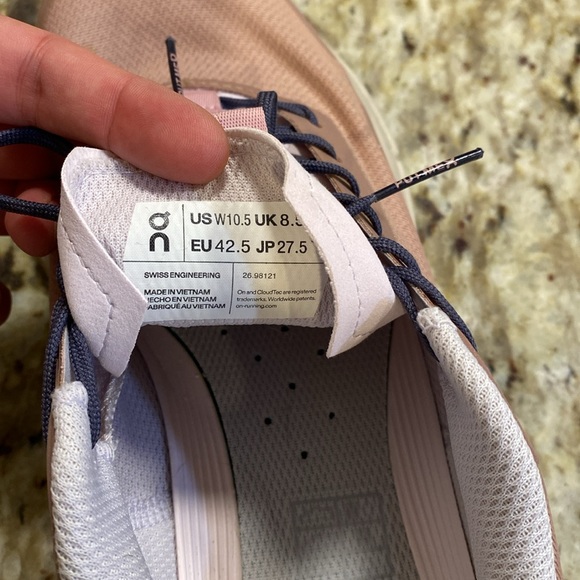 US W10.5 UK 8.5
EU 42.5 JP 27.5
SWISS ENGINEERING
26.98121
MADE IN VIETNAM
HECHO EN VIETNAM
FABRIQUÉ AU VIETNAM
On and CloudTec are registered
trademarks. Worldwide patents.
on-running.com